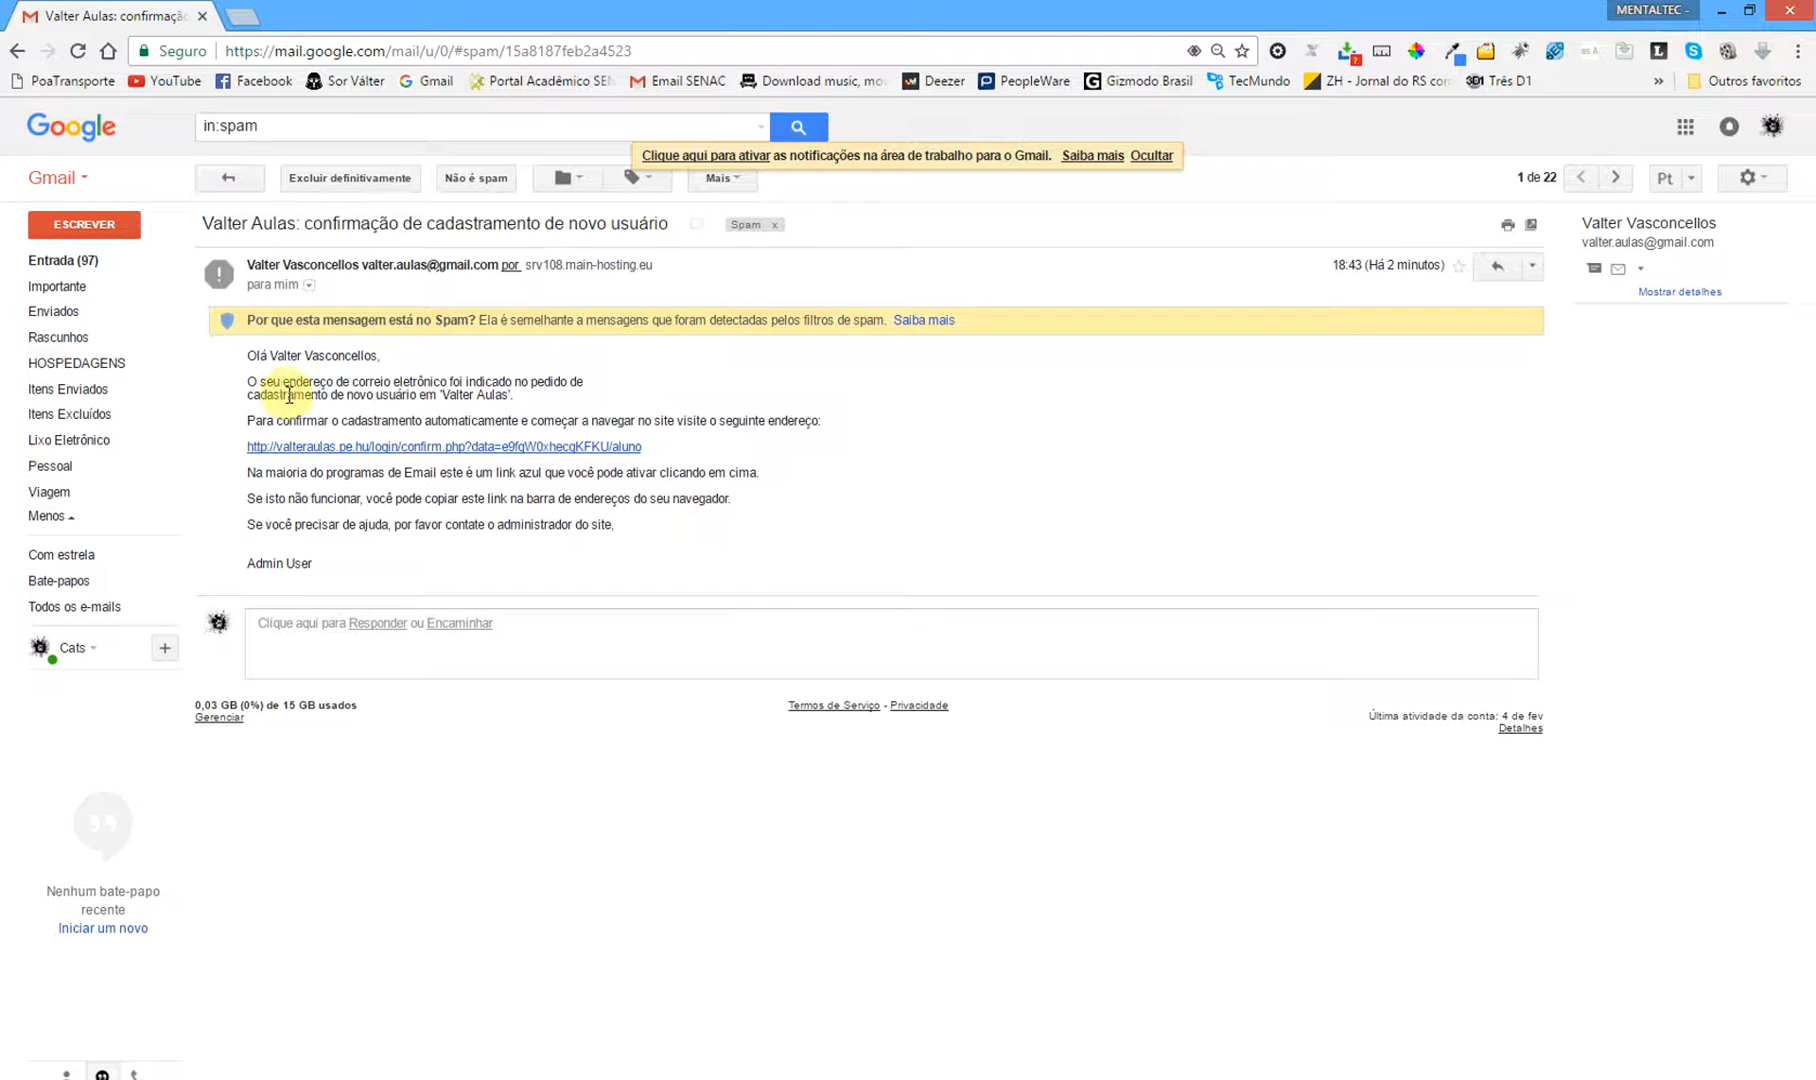 Valter Aulas: confirmação
MENTALTEC -
Seguro
https://mail.google.com/mail/u/0/#spam/15a8187feb2a4523
PoaTransporte
YouTube
Facebook
Sor Válter
Gmail
Portal Acadêmico SEN
Email SENAC
Download music, mov
Deezer
PeopleWare
Gizmodo Brasil
TecMundo
ZH - Jornal do RS com
Três D1
»
Outros favoritos
Google
in:spam
Clique aqui para ativar as notificações na área de trabalho para o Gmail. Saiba mais Ocultar
Gmail
Excluir definitivamente
Não é spam
Mais
1 de 22
Pt
ESCREVER
Valter Aulas: confirmação de cadastramento de novo usuário
Spam x
Valter Vasconcellos
valter.aulas@gmail.com
Mostrar detalhes
Valter Vasconcellos valter.aulas@gmail.com por srv108.main-hosting.eu
18:43 (Há 2 minutos)
para mim
Por que esta mensagem está no Spam? Ela é semelhante a mensagens que foram detectadas pelos filtros de spam. Saiba mais
Olá Valter Vasconcellos,
O seu endereço de correio eletrônico foi indicado no pedido de
cadastramento de novo usuário em 'Valter Aulas'.
Para confirmar o cadastramento automaticamente e começar a navegar no site visite o seguinte endereço:
http://valteraulas.pe.hu/login/confirm.php?data=e9fqW0xhecqKFKU/aluno
Na maioria do programas de Email este é um link azul que você pode ativar clicando em cima.
Se isto não funcionar, você pode copiar este link na barra de endereços do seu navegador.
Se você precisar de ajuda, por favor contate o administrador do site,
Admin User
Entrada (97)
Importante
Enviados
Rascunhos
HOSPEDAGENS
Itens Enviados
Itens Excluídos
Lixo Eletrônico
Pessoal
Viagem
Menos
Com estrela
Bate-papos
Todos os e-mails
Cats
+
Clique aqui para Responder ou Encaminhar
0,03 GB (0%) de 15 GB usados
Gerenciar
Termos de Serviço - Privacidade
Última atividade da conta: 4 de fev
Detalhes
Nenhum bate-papo
recente
Iniciar um novo